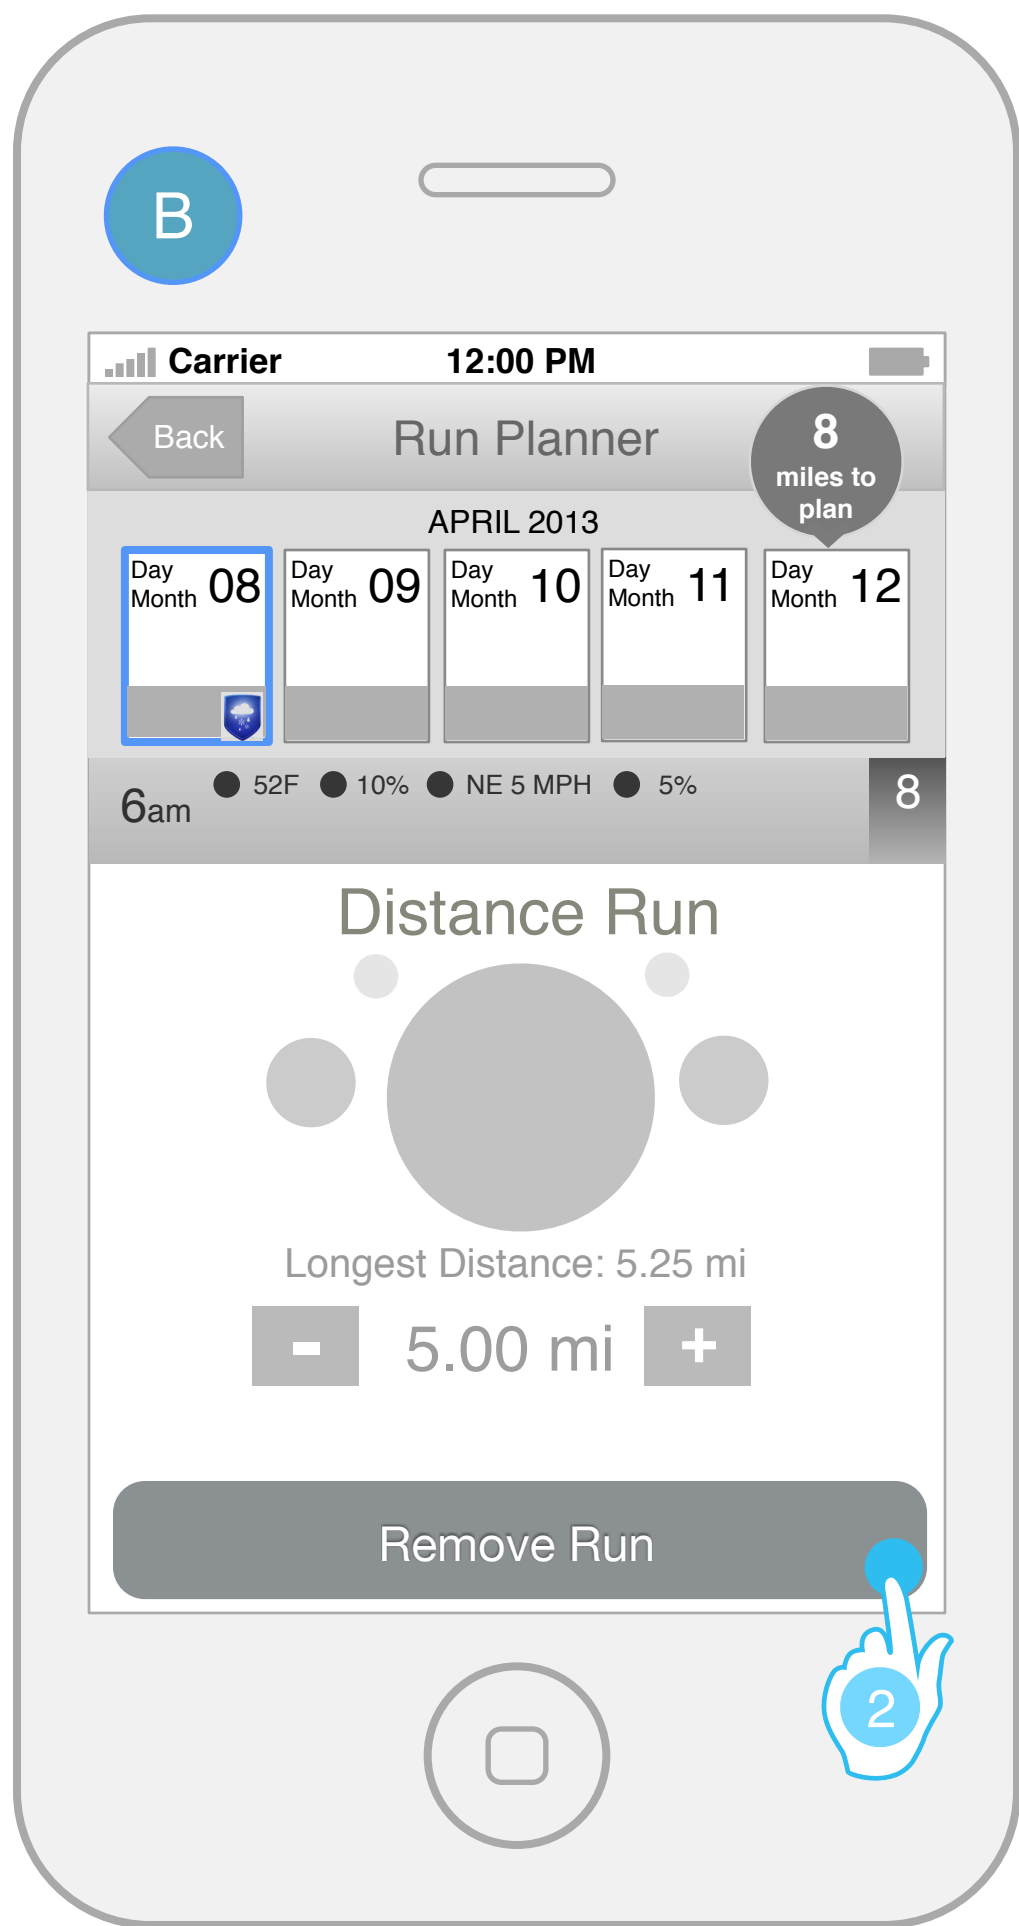 B
Carrier 12:00 PM
Back Run Planner
8
miles to
plan
APRIL 2013
Day
Month 08
Day
Month 09
Day
Month 10
Day
Month 11
Day
Month 12
6am 52F 10% NE 5 MPH 5% 8
Distance Run
Longest Distance: 5.25 mi
- 5.00 mi +
Remove Run
2